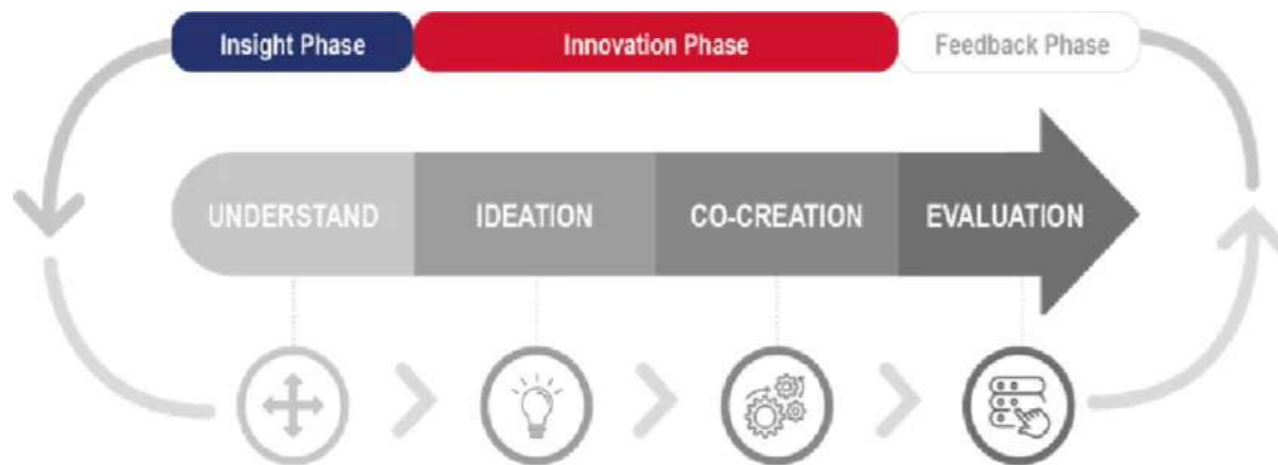 Insight Phase
Innovation Phase
Feedback Phase
UNDERSTAND
IDEATION
CO-CREATION
EVALUATION